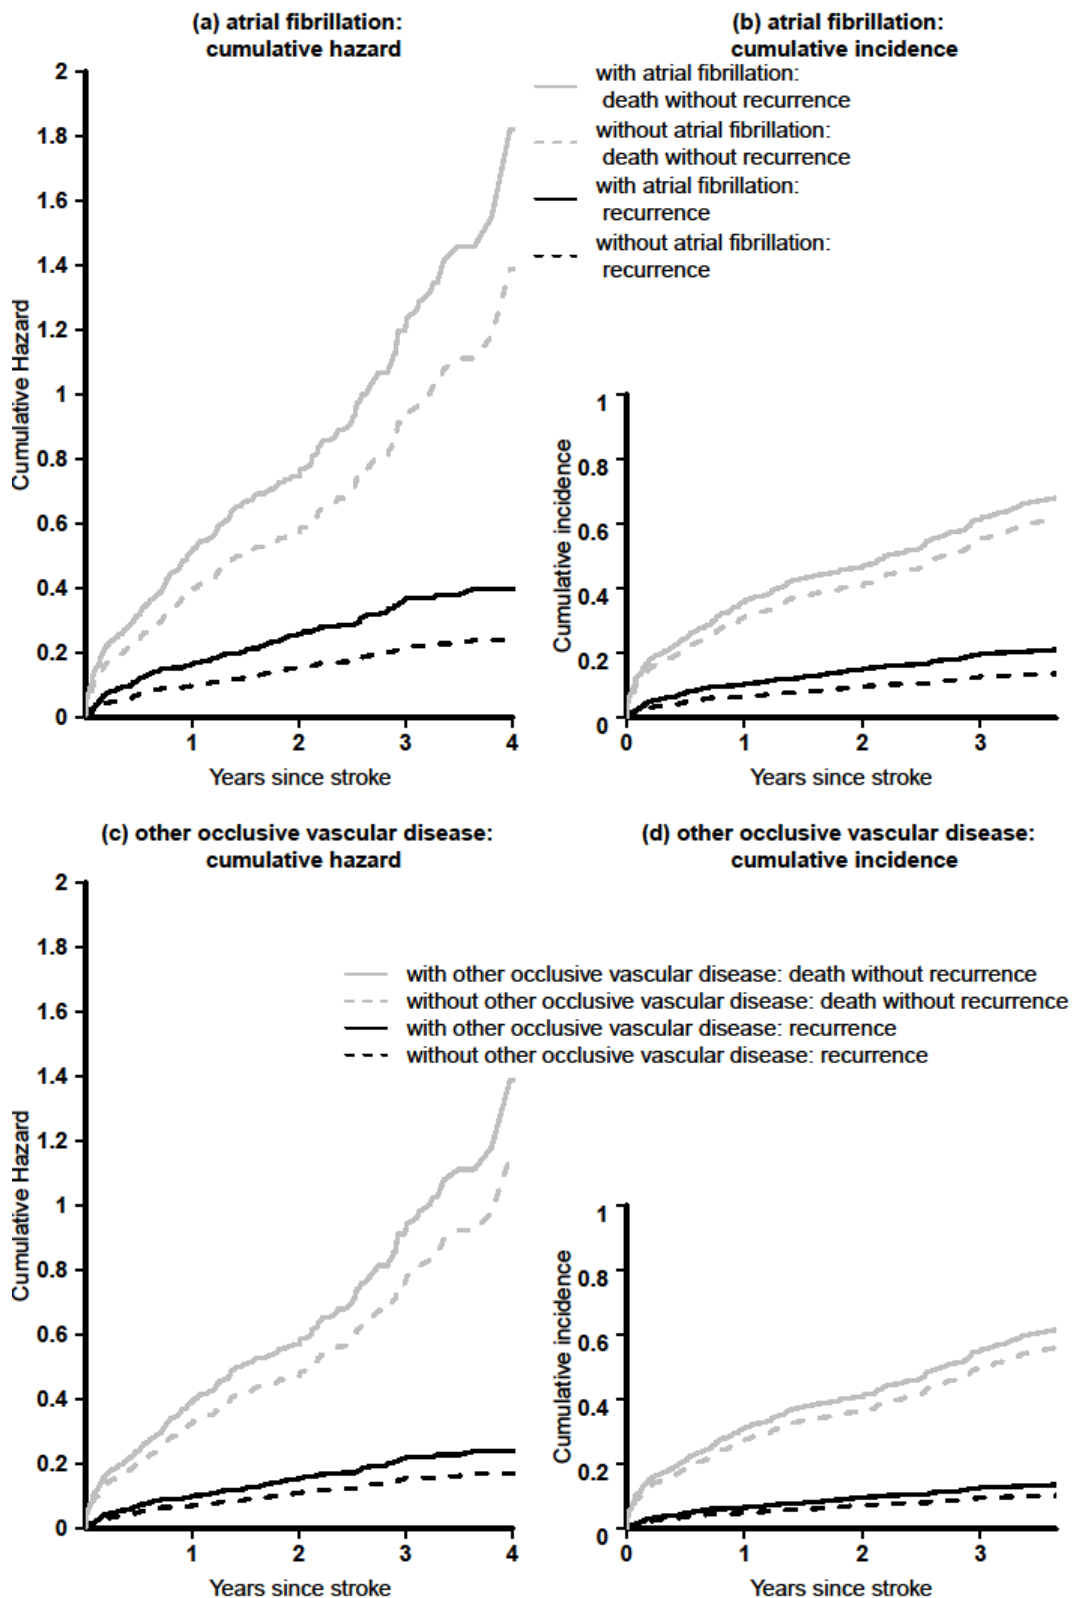 (a) atrial fibrillation:
cumulative hazard
2
1.8
1.6
1.4
1.2
1
0.8
0.6
0.4
0.2
0
Cumulative Hazard
1
2
3
4
Years since stroke
(b) atrial fibrillation:
cumulative incidence
with atrial fibrillation:
death without recurrence
without atrial fibrillation:
death without recurrence
with atrial fibrillation:
recurrence
without atrial fibrillation:
recurrence
1
0.8
0.6
0.4
0.2
0
Cumulative incidence
0
1
2
3
Years since stroke
(c) other occlusive vascular disease:
cumulative hazard
2
1.8
1.6
1.4
1.2
1
0.8
0.6
0.4
0.2
0
Cumulative Hazard
1
2
3
4
Years since stroke
(d) other occlusive vascular disease:
cumulative incidence
with other occlusive vascular disease: death without recurrence
without other occlusive vascular disease: death without recurrence
with other occlusive vascular disease: recurrence
without other occlusive vascular disease: recurrence
1
0.8
0.6
0.4
0.2
0
Cumulative incidence
0
1
2
3
Years since stroke